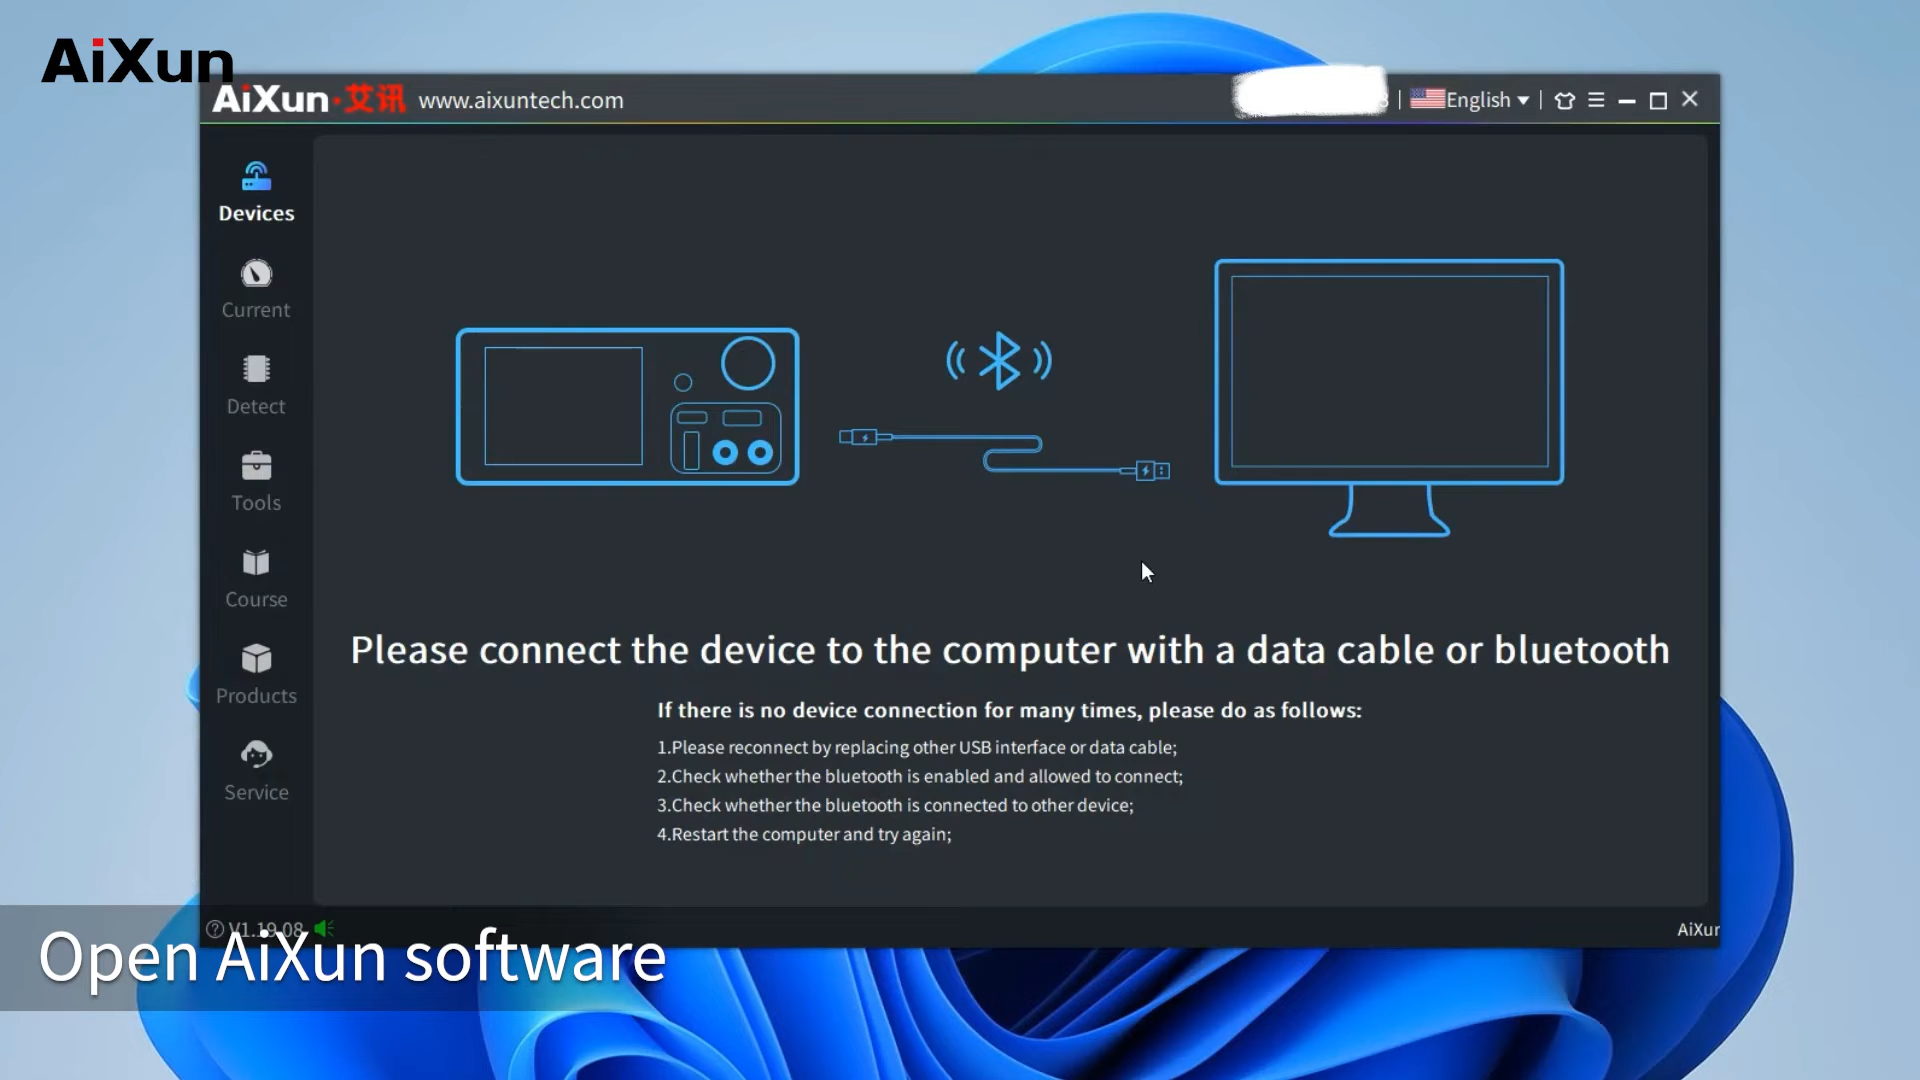 AiXun
AiXun·艾讯 www.aixuntech.com
English
Devices
Current
Detect
Tools
Course
Products
Service
Please connect the device to the computer with a data cable or bluetooth
If there is no device connection for many times, please do as follows:
1.Please reconnect by replacing other USB interface or data cable;
2.Check whether the bluetooth is enabled and allowed to connect;
3.Check whether the bluetooth is connected to other device;
4.Restart the computer and try again;
V1.19.08
AiXun
Open AiXun software